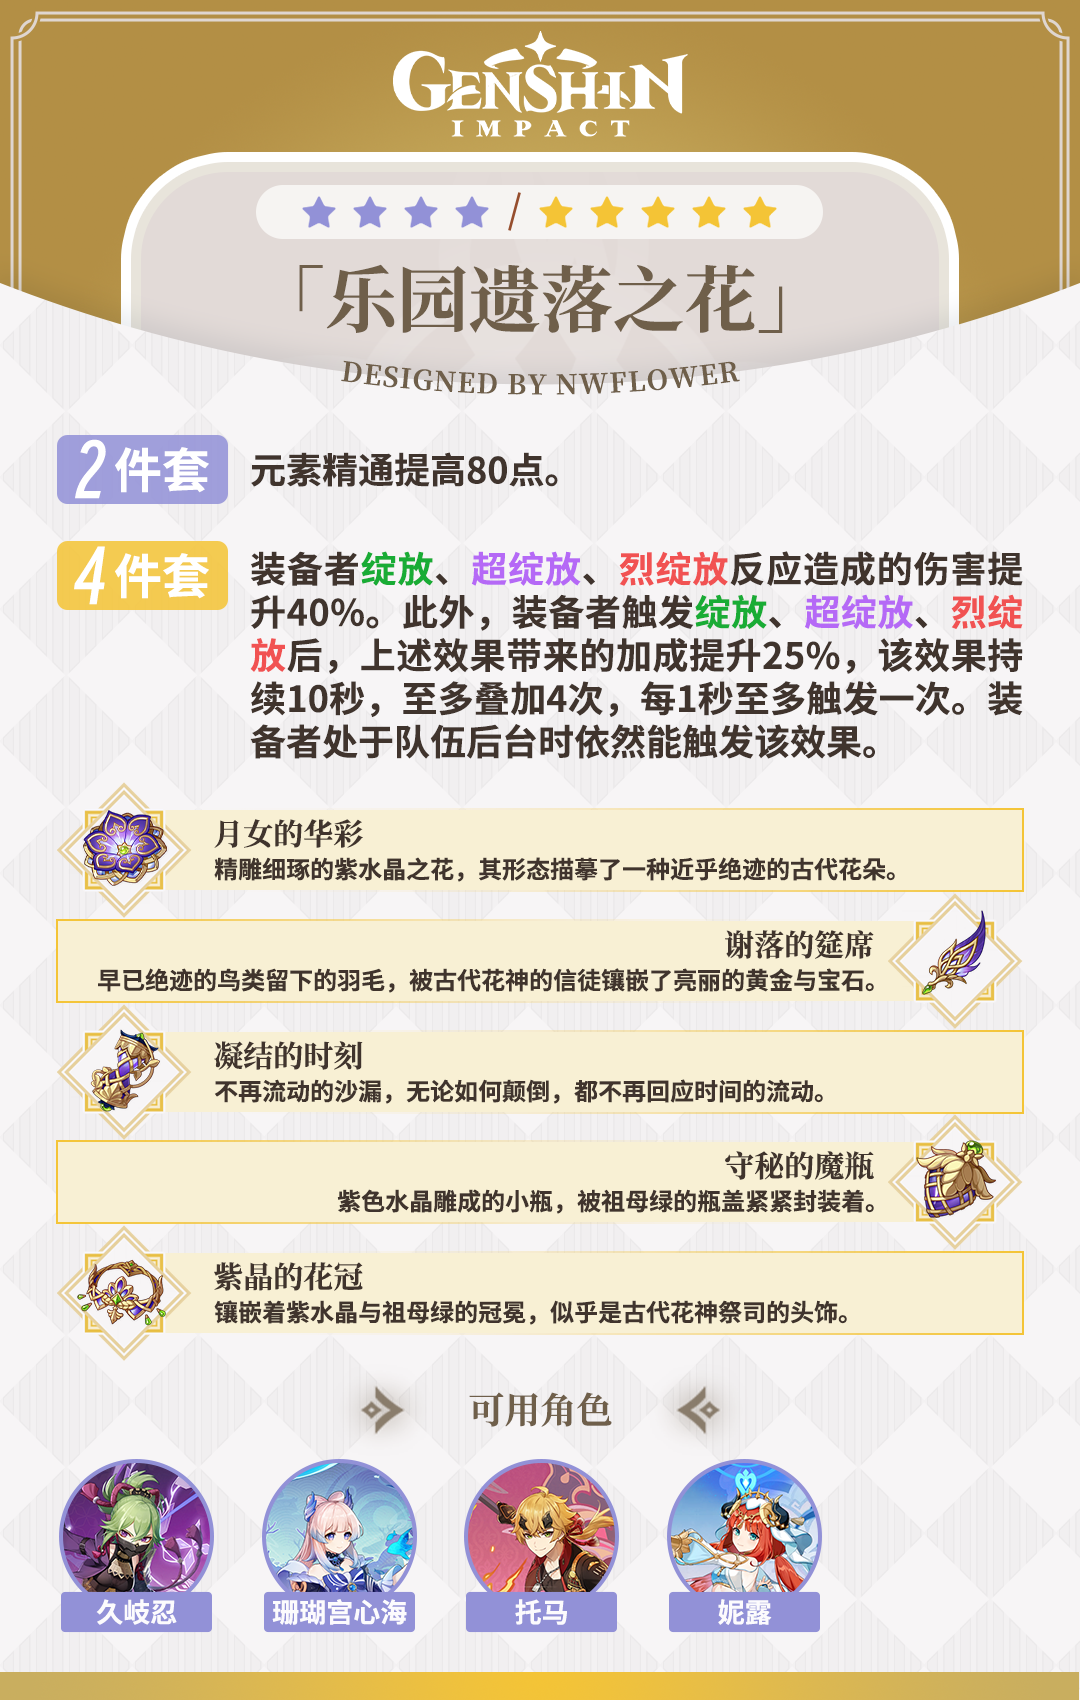 GENSHIN
IMPACT
「乐园遗落之花」
DESIGNED BY NWFLOWER
2件套
元素精通提高80点。
4件套
装备者绽放、超绽放、烈绽放反应造成的伤害提
升40%。此外，装备者触发绽放、超绽放、烈绽
放后，上述效果带来的加成提升25%，该效果持
续10秒，至多叠加4次，每1秒至多触发一次。装
备者处于队伍后台时依然能触发该效果。
月女的华彩
精雕细琢的紫水晶之花，其形态描摹了一种近乎绝迹的古代花朵。
谢落的筵席
早已绝迹的鸟类留下的羽毛，被古代花神的信徒镶嵌了亮丽的黄金与宝石。
凝结的时刻
不再流动的沙漏，无论如何颠倒，都不再回应时间的流动。
守秘的魔瓶
紫色水晶雕成的小瓶，被祖母绿的瓶盖紧紧封装着。
紫晶的花冠
镶嵌着紫水晶与祖母绿的冠冕，似乎是古代花神祭司的头饰。
可用角色
久岐忍
珊瑚宫心海
托马
妮露